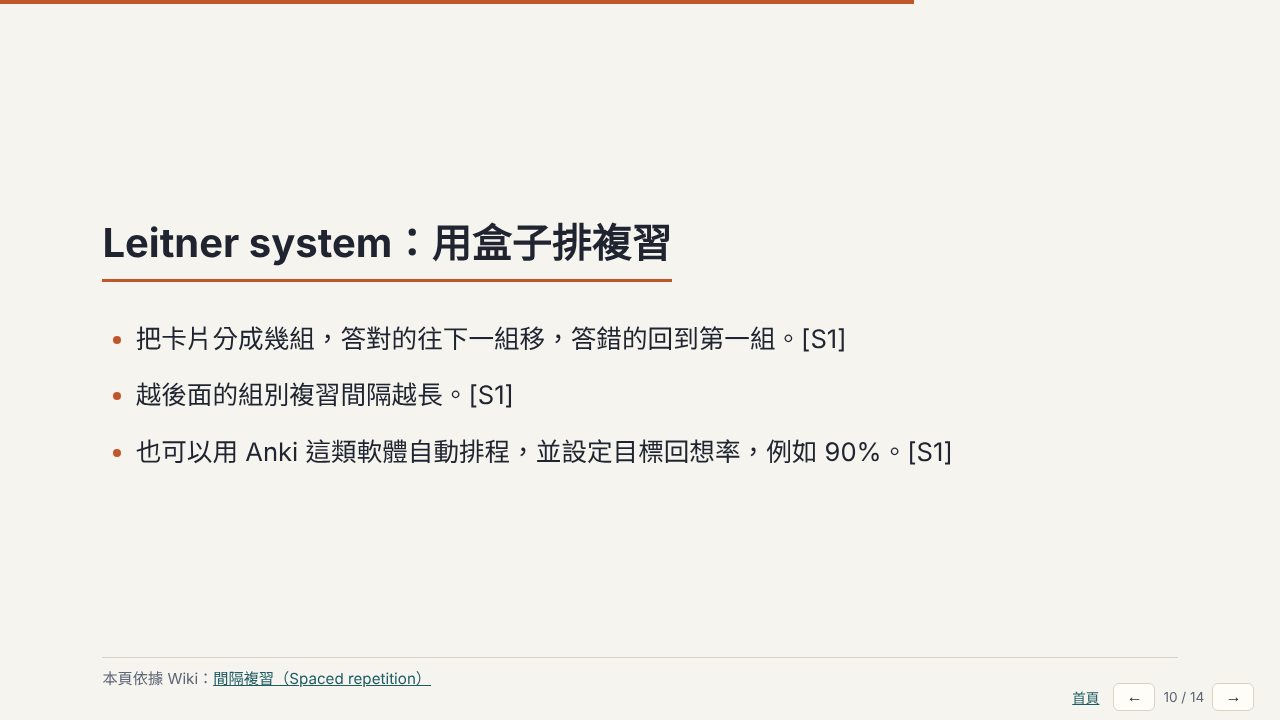 Leitner system：用盒子排複習
把卡片分成幾組，答對的往下一組移，答錯的回到第一組。[S1]
越後面的組別複習間隔越長。[S1]
也可以用 Anki 這類軟體自動排程，並設定目標回想率，例如 90%。[S1]
本頁依據 Wiki：間隔複習（Spaced repetition）
首頁 ← 10 / 14 →